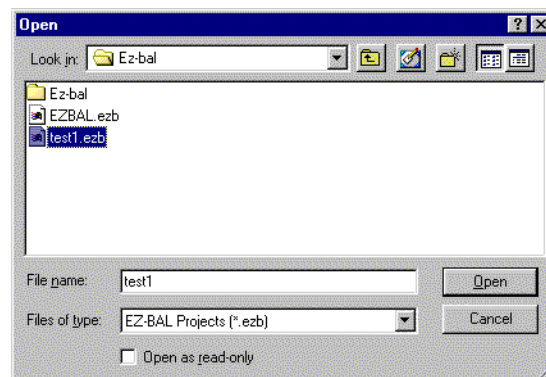 Open
Look in: Ez-bal
Ez-bal
EZBAL.ezb
test1.ezb
File name: test1 Open
Files of type: EZ-BAL Projects (*.ezb) Cancel
Open as read-only